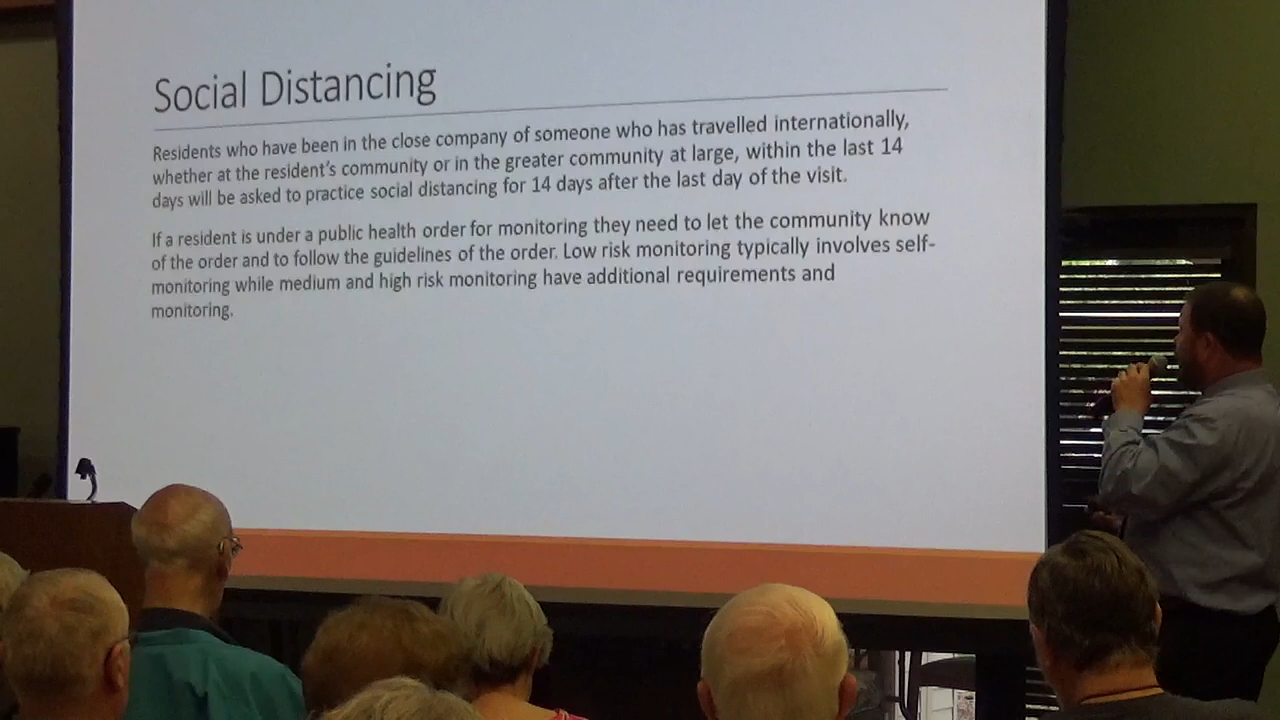 Social Distancing
Residents who have been in the close company of someone who has travelled internationally,
whether at the resident's community or in the greater community at large, within the last 14
days will be asked to practice social distancing for 14 days after the last day of the visit.
If a resident is under a public health order for monitoring they need to let the community know
of the order and to follow the guidelines of the order. Low risk monitoring typically involves self-
monitoring while medium and high risk monitoring have additional requirements and
monitoring.